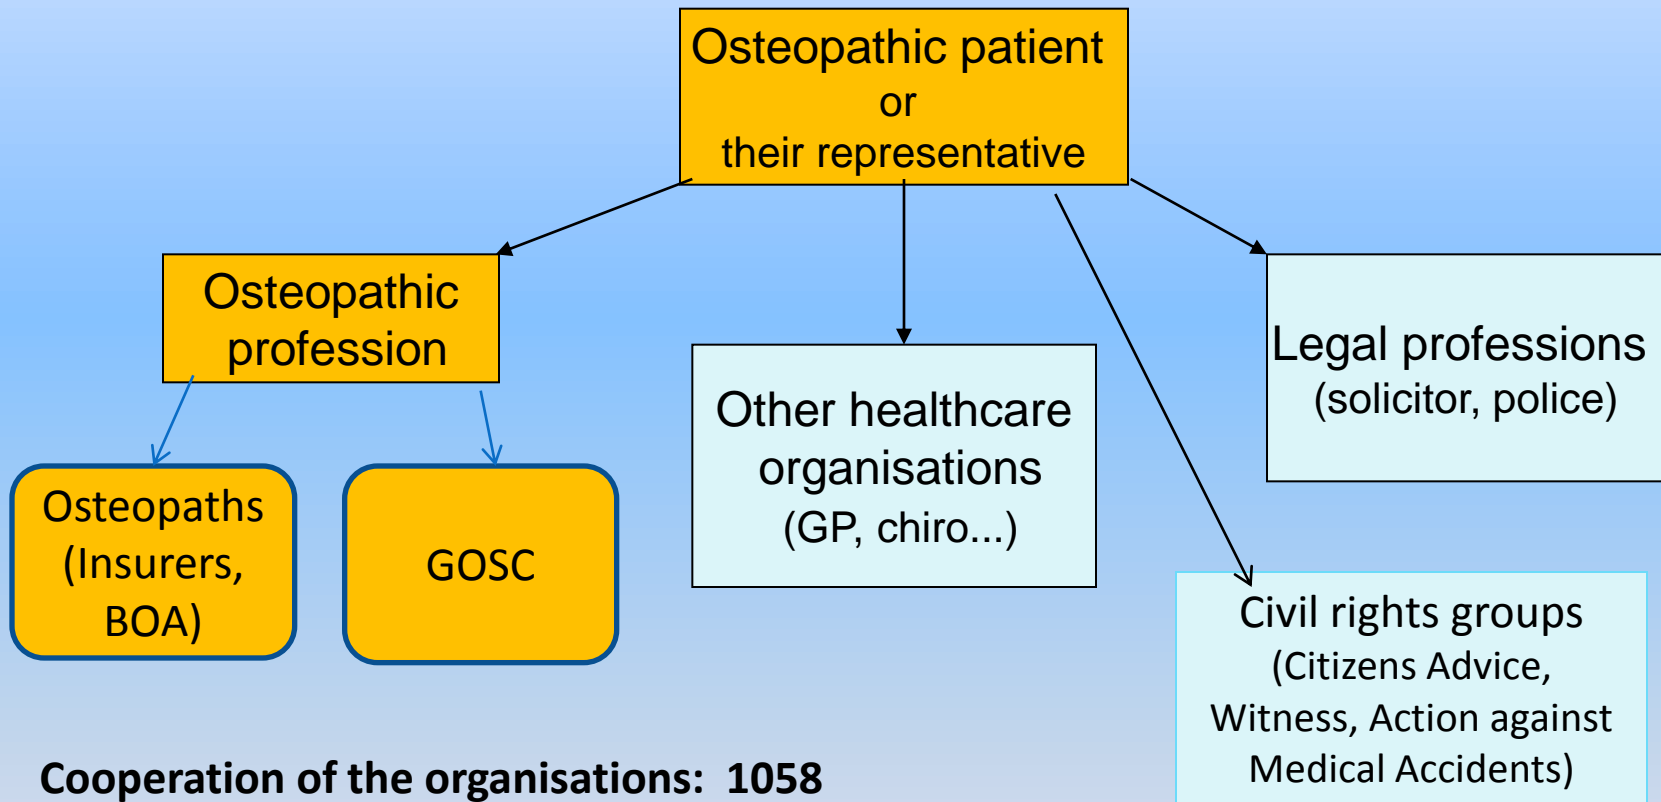 Osteopathic patient
or
their representative
Osteopathic
profession
Legal professions
(solicitor, police)
Other healthcare
organisations
(GP, chiro...)
Osteopaths
(Insurers,
BOA)
GOSC
Civil rights groups
(Citizens Advice,
Witness, Action against
Medical Accidents)
Cooperation of the organisations:  1058